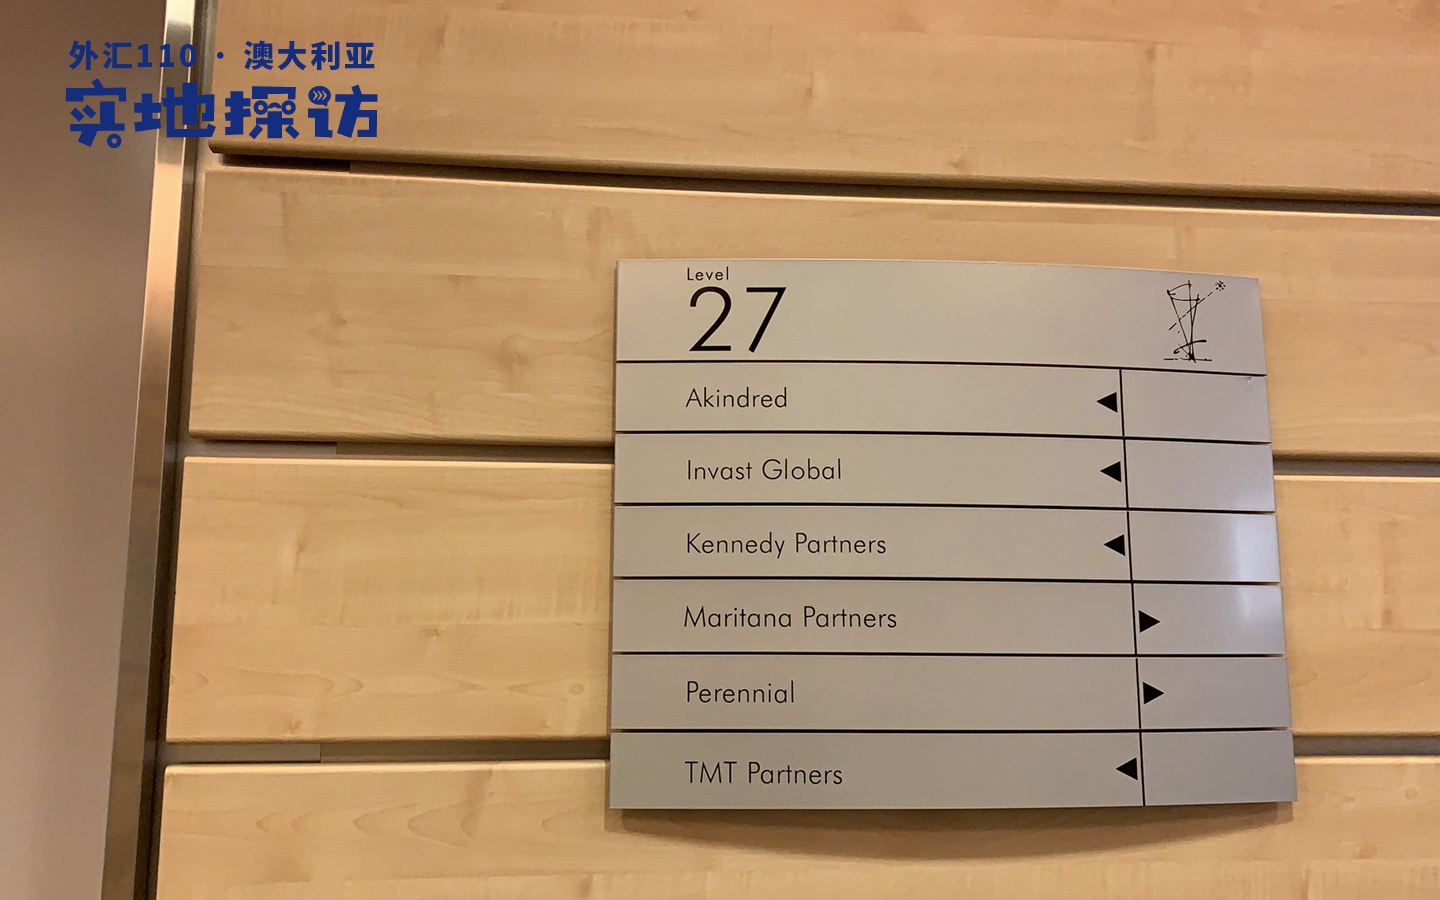 外汇110 · 澳大利亚
实地探访
Level
27
Akindred
Invast Global
Kennedy Partners
Maritana Partners
Perennial
TMT Partners